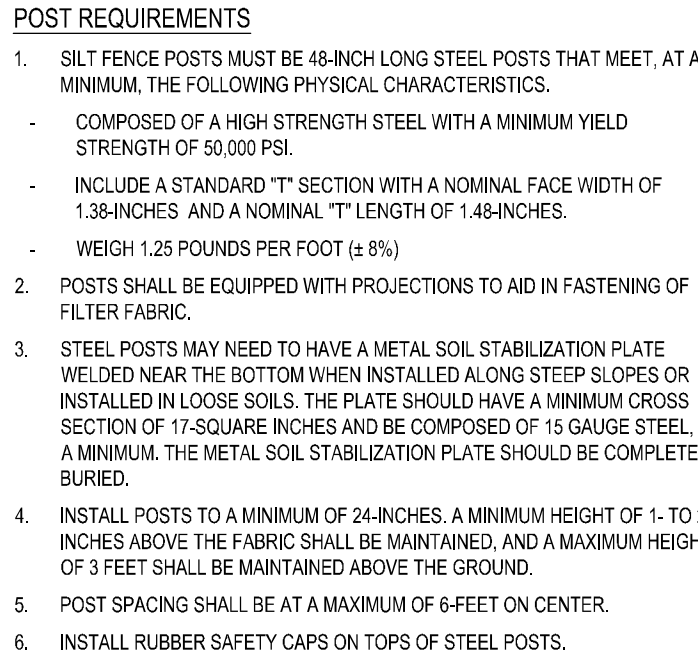 POST REQUIREMENTS
1. SILT FENCE POSTS MUST BE 48-INCH LONG STEEL POSTS THAT MEET, AT A
MINIMUM, THE FOLLOWING PHYSICAL CHARACTERISTICS.
- COMPOSED OF A HIGH STRENGTH STEEL WITH A MINIMUM YIELD
STRENGTH OF 50,000 PSI.
- INCLUDE A STANDARD "T" SECTION WITH A NOMINAL FACE WIDTH OF
1.38-INCHES AND A NOMINAL "T" LENGTH OF 1.48-INCHES.
- WEIGH 1.25 POUNDS PER FOOT (± 8%)
2. POSTS SHALL BE EQUIPPED WITH PROJECTIONS TO AID IN FASTENING OF
FILTER FABRIC.
3. STEEL POSTS MAY NEED TO HAVE A METAL SOIL STABILIZATION PLATE
WELDED NEAR THE BOTTOM WHEN INSTALLED ALONG STEEP SLOPES OR
INSTALLED IN LOOSE SOILS. THE PLATE SHOULD HAVE A MINIMUM CROSS
SECTION OF 17-SQUARE INCHES AND BE COMPOSED OF 15 GAUGE STEEL,
A MINIMUM. THE METAL SOIL STABILIZATION PLATE SHOULD BE COMPLETE
BURIED.
4. INSTALL POSTS TO A MINIMUM OF 24-INCHES. A MINIMUM HEIGHT OF 1- TO
INCHES ABOVE THE FABRIC SHALL BE MAINTAINED, AND A MAXIMUM HEIGH
OF 3 FEET SHALL BE MAINTAINED ABOVE THE GROUND.
5. POST SPACING SHALL BE AT A MAXIMUM OF 6-FEET ON CENTER.
6. INSTALL RUBBER SAFETY CAPS ON TOPS OF STEEL POSTS.